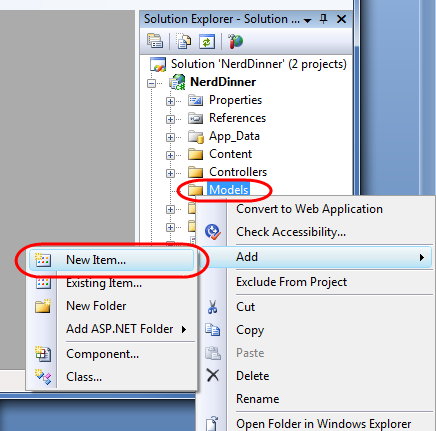 Solution Explorer - Solution ...
Solution 'NerdDinner' (2 projects)
NerdDinner
Properties
References
App_Data
Content
Controllers
Models
Convert to Web Application
Check Accessibility...
Add
Exclude From Project
Cut
Copy
Paste
Delete
Rename
Open Folder in Windows Explorer
New Item...
Existing Item...
New Folder
Add ASP.NET Folder
Component...
Class...